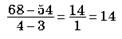 68 – 54 / 4 – 3 = 14 / 1 = 14